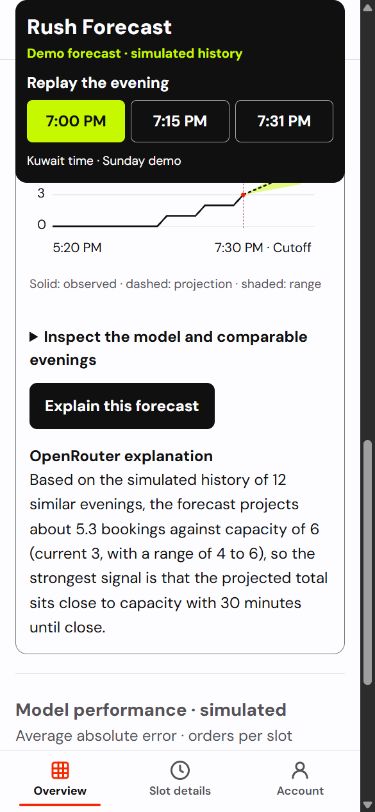 Rush Forecast
Demo forecast · simulated history
Replay the evening
7:00 PM
7:15 PM
7:31 PM
Kuwait time · Sunday demo
3
0
5:20 PM
7:30 PM · Cutoff
Solid: observed · dashed: projection · shaded: range
Inspect the model and comparable
evenings
Explain this forecast
OpenRouter explanation
Based on the simulated history of 12
similar evenings, the forecast projects
about 5.3 bookings against capacity of 6
(current 3, with a range of 4 to 6), so the
strongest signal is that the projected total
sits close to capacity with 30 minutes
until close.
Model performance · simulated
Average absolute error · orders per slot
Overview
Slot details
Account